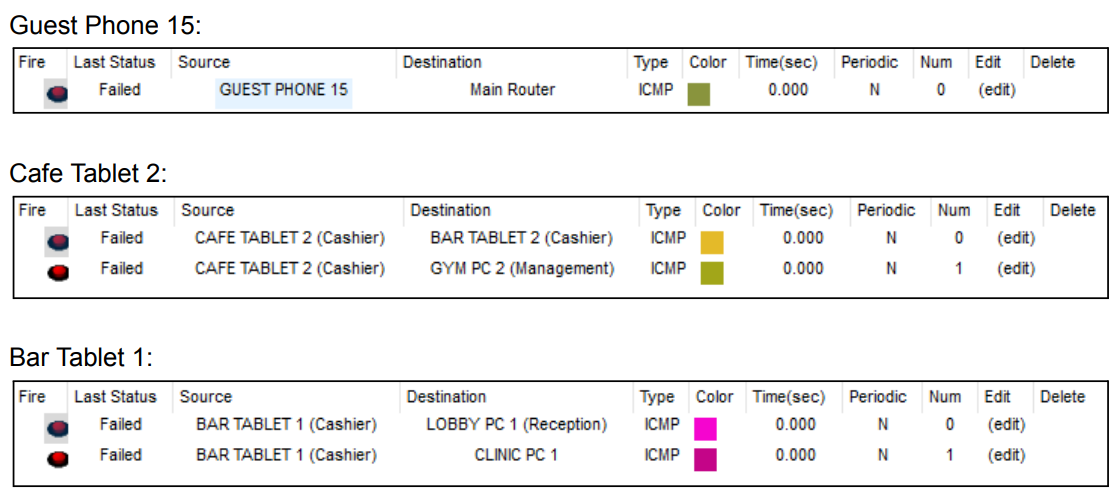 Guest Phone 15:
Fire Last Status Source Destination Type Color Time(sec) Periodic Num Edit Delete
Failed GUEST PHONE 15 Main Router ICMP 0.000 N 0 (edit)
Cafe Tablet 2:
Fire Last Status Source Destination Type Color Time(sec) Periodic Num Edit Delete
Failed CAFE TABLET 2 (Cashier) BAR TABLET 2 (Cashier) ICMP 0.000 N 0 (edit)
Failed CAFE TABLET 2 (Cashier) GYM PC 2 (Management) ICMP 0.000 N 1 (edit)
Bar Tablet 1:
Fire Last Status Source Destination Type Color Time(sec) Periodic Num Edit Delete
Failed BAR TABLET 1 (Cashier) LOBBY PC 1 (Reception) ICMP 0.000 N 0 (edit)
Failed BAR TABLET 1 (Cashier) CLINIC PC 1 ICMP 0.000 N 1 (edit)